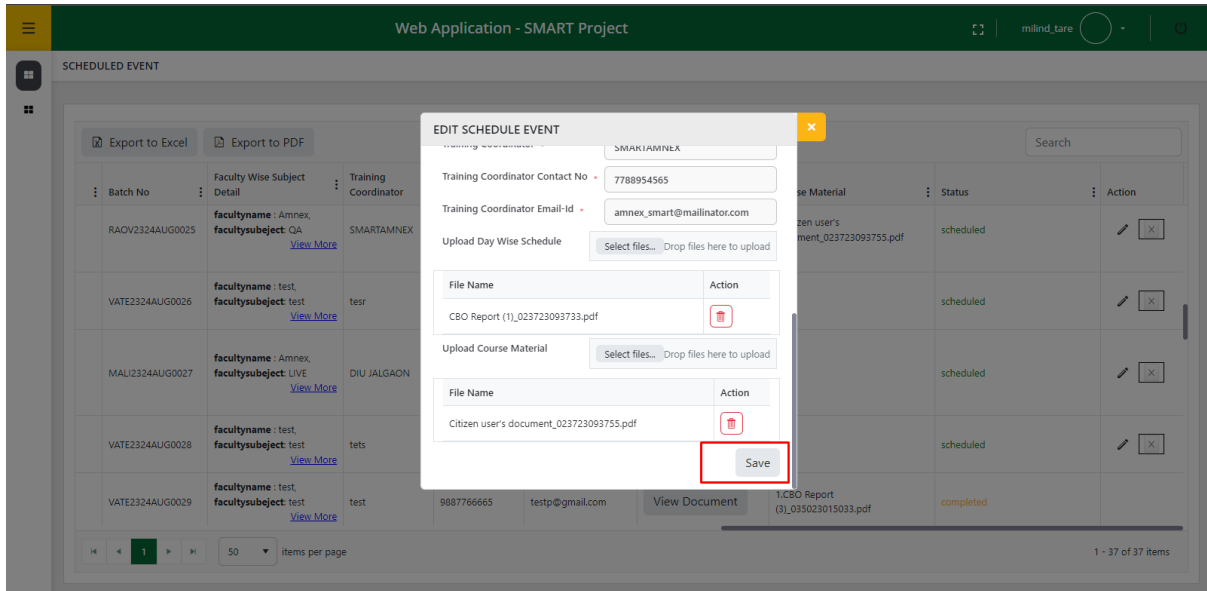 Web Application - SMART Project
milind_tare
SCHEDULED EVENT
Export to Excel
Export to PDF
Search
Batch No
Faculty Wise Subject
Detail
Training
Coordinator
se Material
Status
Action
RAOV2324AUG0025
facultyname : Amnex,
facultysubeject: QA
View More
SMARTAMNEX
zen user's
ment_023723093755.pdf
scheduled
VATE2324AUG0026
facultyname : test,
facultysubeject: test
View More
tesr
scheduled
MALI2324AUG0027
facultyname : Amnex,
facultysubeject: LIVE
View More
DIU JALGAON
scheduled
VATE2324AUG0028
facultyname : test,
facultysubeject: test
View More
tets
scheduled
VATE2324AUG0029
facultyname : test,
facultysubeject: test
View More
test
9887766665
testp@gmail.com
View Document
1.CBO Report
(3)_035023015033.pdf
completed
1
50
items per page
1 - 37 of 37 items
EDIT SCHEDULE EVENT
Training Coordinator
SMARTAMNEX
Training Coordinator Contact No
7788954565
Training Coordinator Email-Id
amnex_smart@mailinator.com
Upload Day Wise Schedule
Select files... Drop files here to upload
File Name
Action
CBO Report (1)_023723093733.pdf
Upload Course Material
Select files... Drop files here to upload
File Name
Action
Citizen user's document_023723093755.pdf
Save